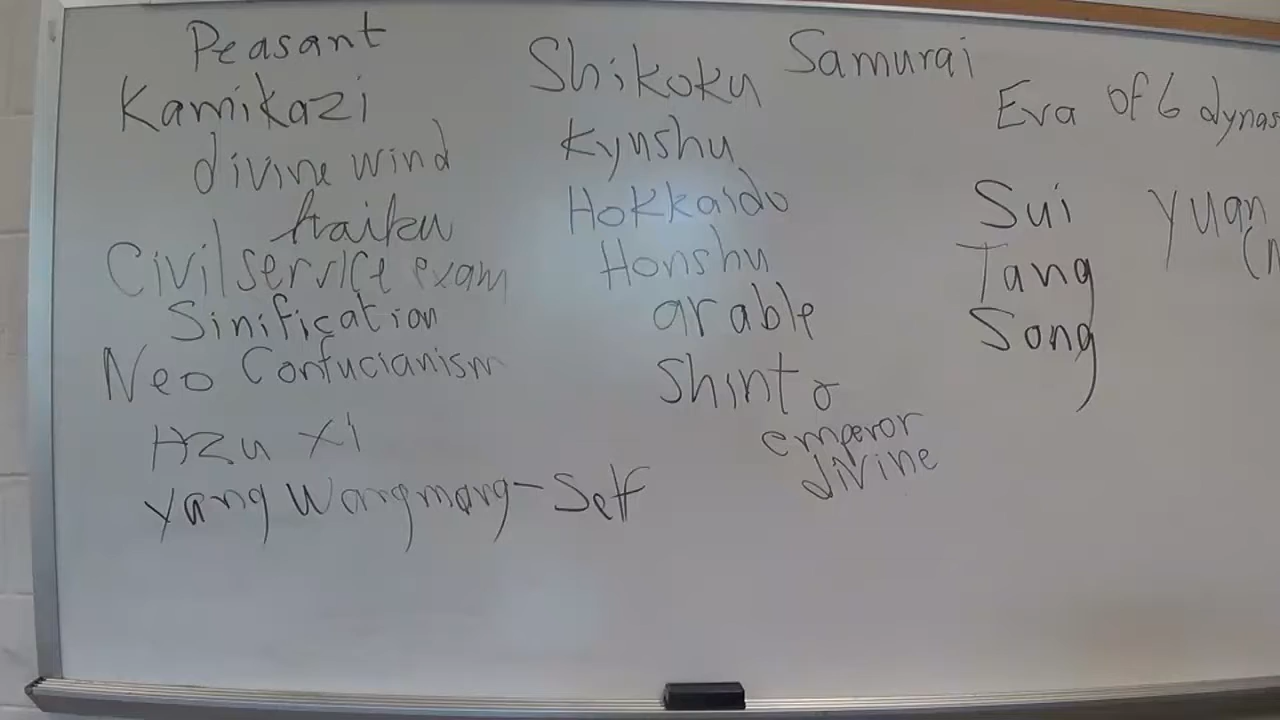 Peasant
Kamikazi
divine wind
haiku
Civil service exam
Sinification
Neo Confucianism
Hzu Xi
Yang Wangmang - Self
Shikoku
Kyushu
Hokkaido
Honshu
arable
Shinto
emperor
divine
Samurai
Era of 6 dynas
Sui
Tang
Song
Yuan
(M